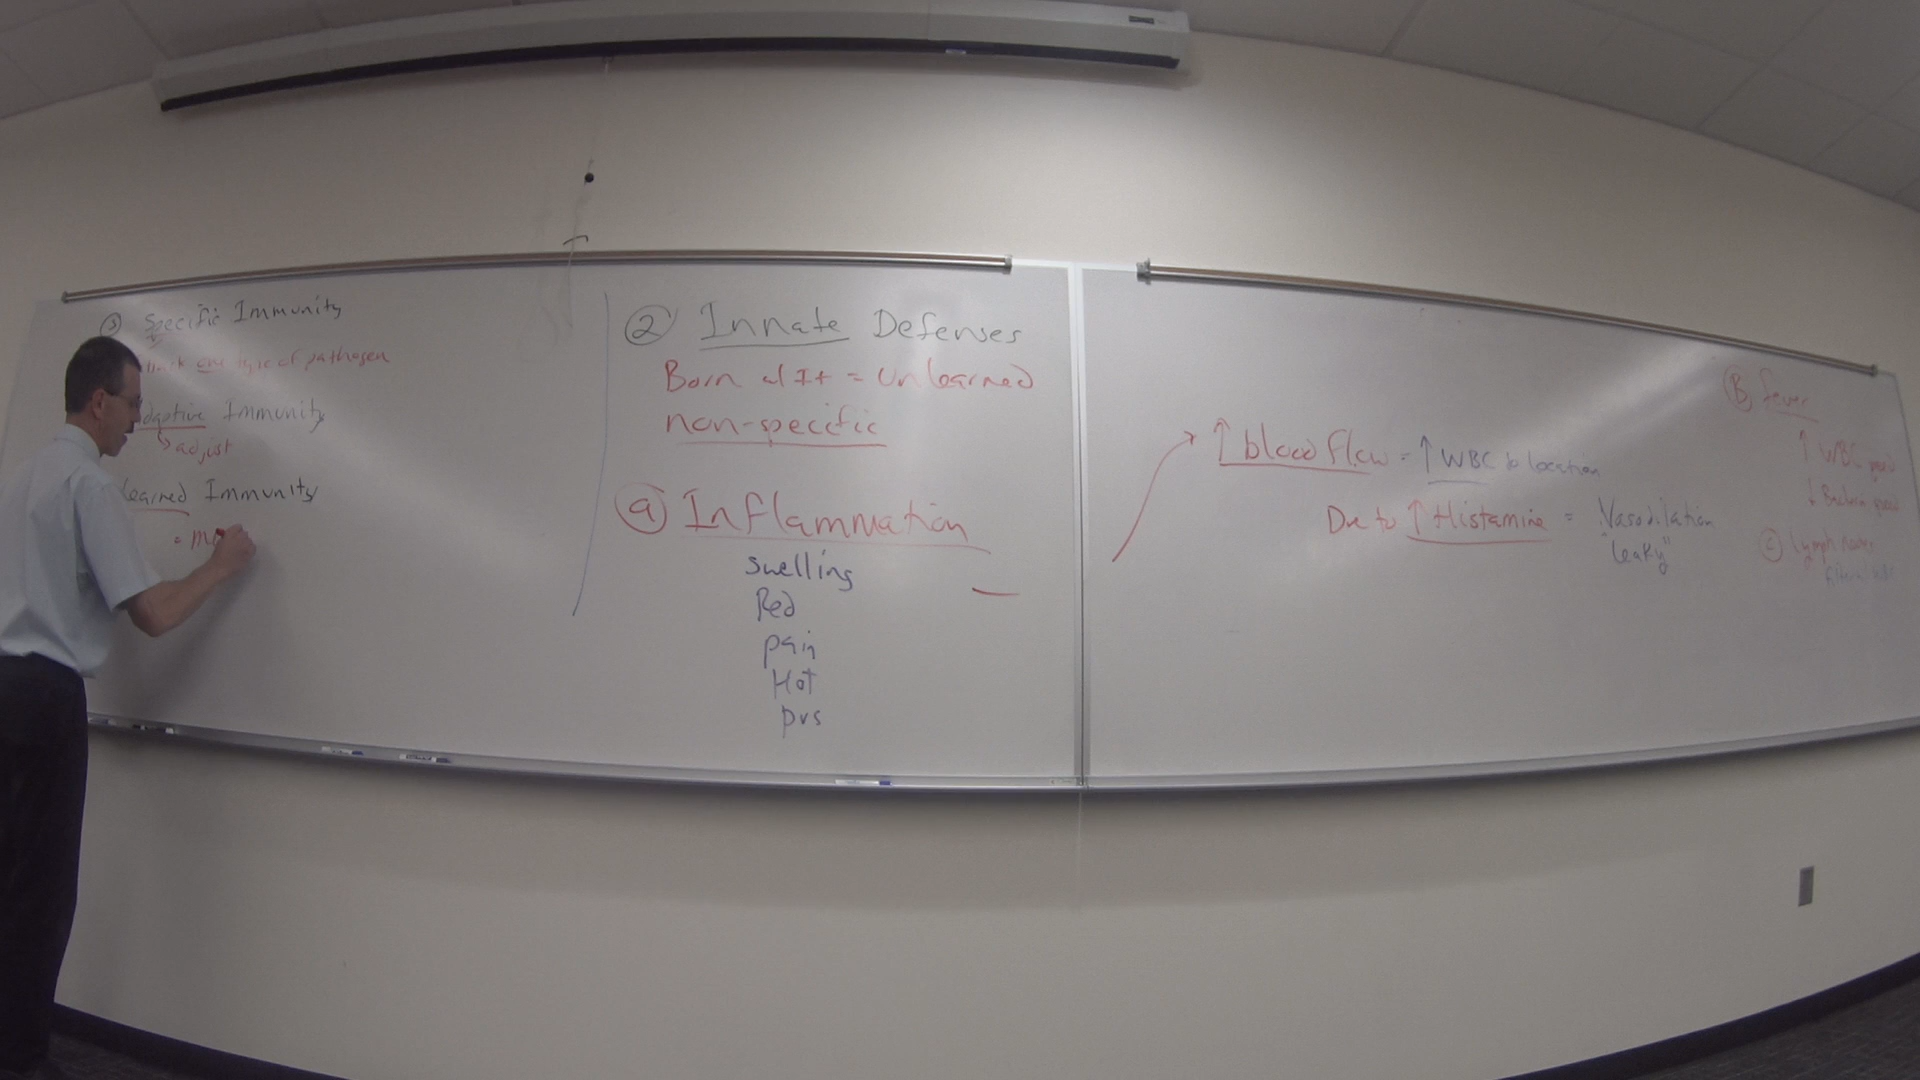 ③ Specific Immunity
one type of pathogen
Adaptive Immunity
↳ adjust
Learned Immunity
② Innate Defenses
Born w/ It = Unlearned
non-specific
ⓐ Inflammation
swelling
Red
pain
Hot
pus
↑ blood flow = ↑ WBC to location
Due to ↑ Histamine = Vasodilation
"leaky"
Ⓑ fever
↑ WBC
↓ Bacteria
ⓒ Lymph nodes